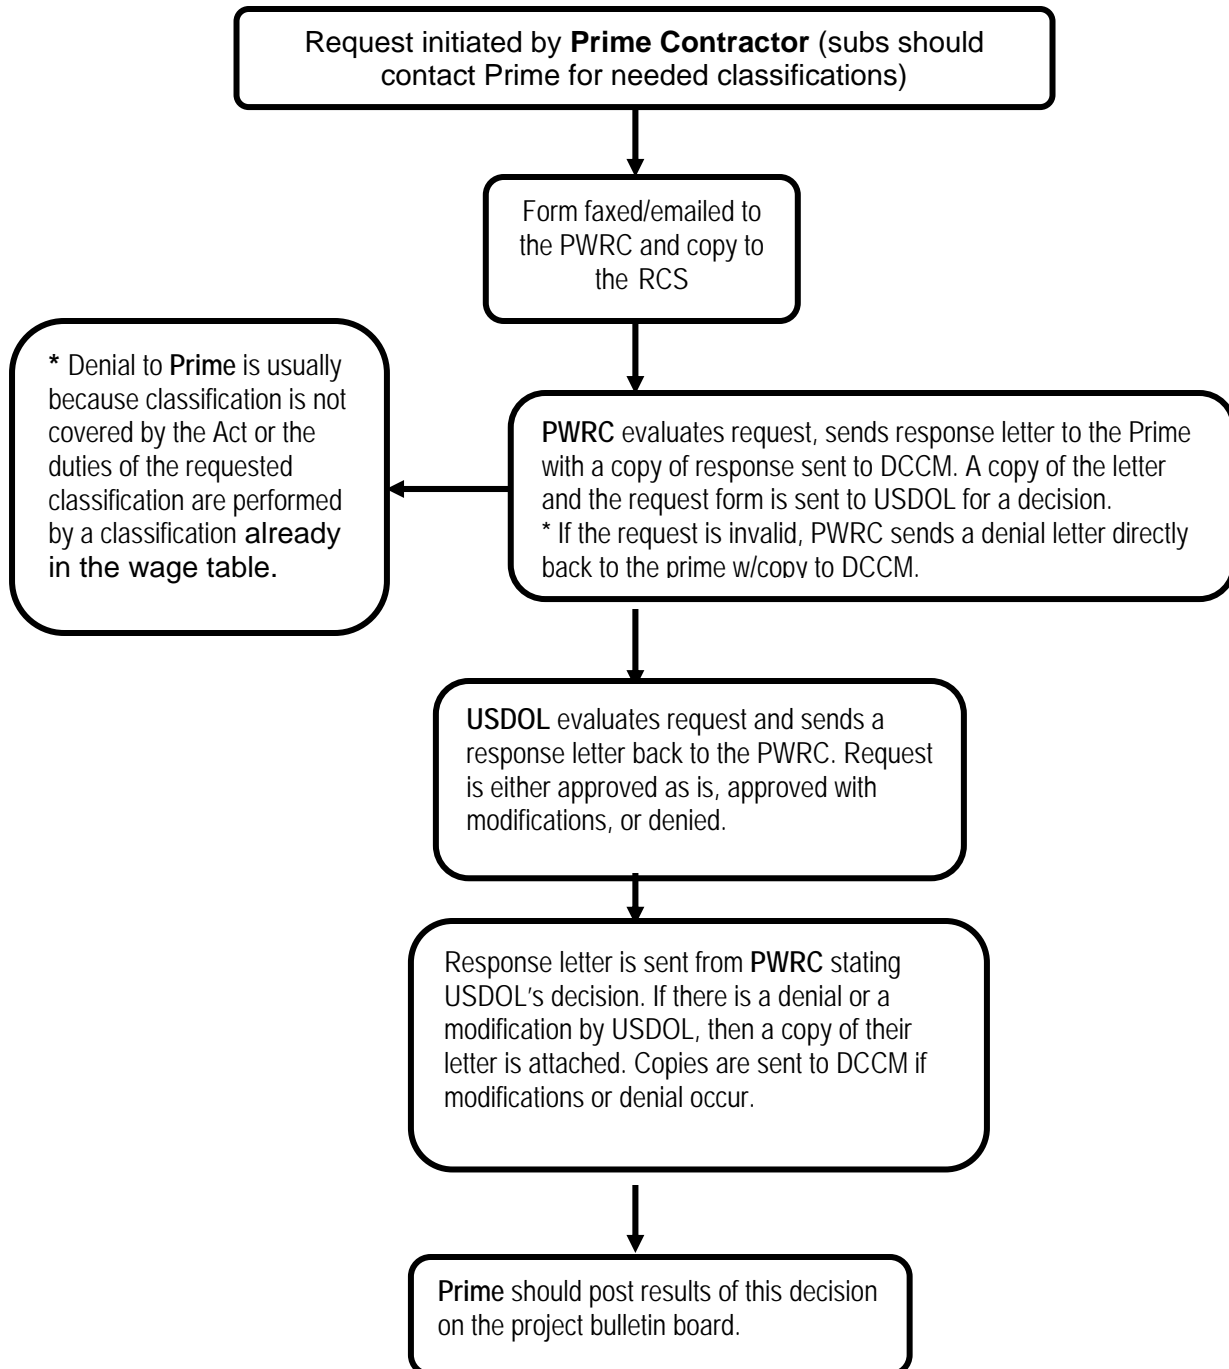 Request initiated by Prime Contractor (subs should
contact Prime for needed classifications)
Form faxed/emailed to
the PWRC and copy to
the RCS
* Denial to Prime is usually
because classification is not
covered by the Act or the
duties of the requested
classification are performed
by a classification already
in the wage table.
PWRC evaluates request, sends response letter to the Prime
with a copy of response sent to DCCM. A copy of the letter
and the request form is sent to USDOL for a decision.
* If the request is invalid, PWRC sends a denial letter directly
back to the prime w/copy to DCCM.
USDOL evaluates request and sends a
response letter back to the PWRC. Request
is either approved as is, approved with
modifications, or denied.
Response letter is sent from PWRC stating
USDOL's decision. If there is a denial or a
modification by USDOL, then a copy of their
letter is attached. Copies are sent to DCCM if
modifications or denial occur.
Prime should post results of this decision
on the project bulletin board.